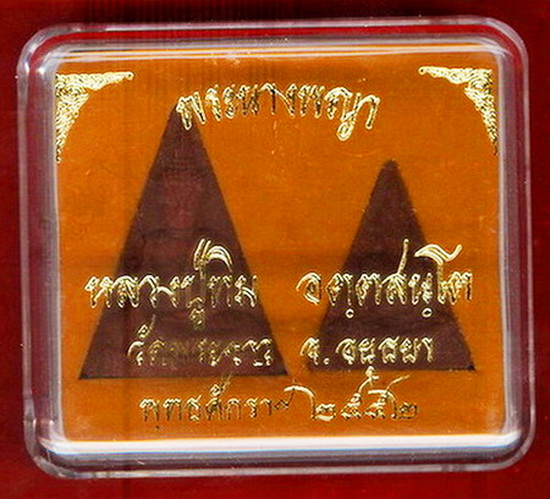 พระนางพญา
หลวงปู่ทิม อตฺตสนฺโต
วัดพระขาว จ. อยุธยา
พุทธศักราช ๒๕๕๒